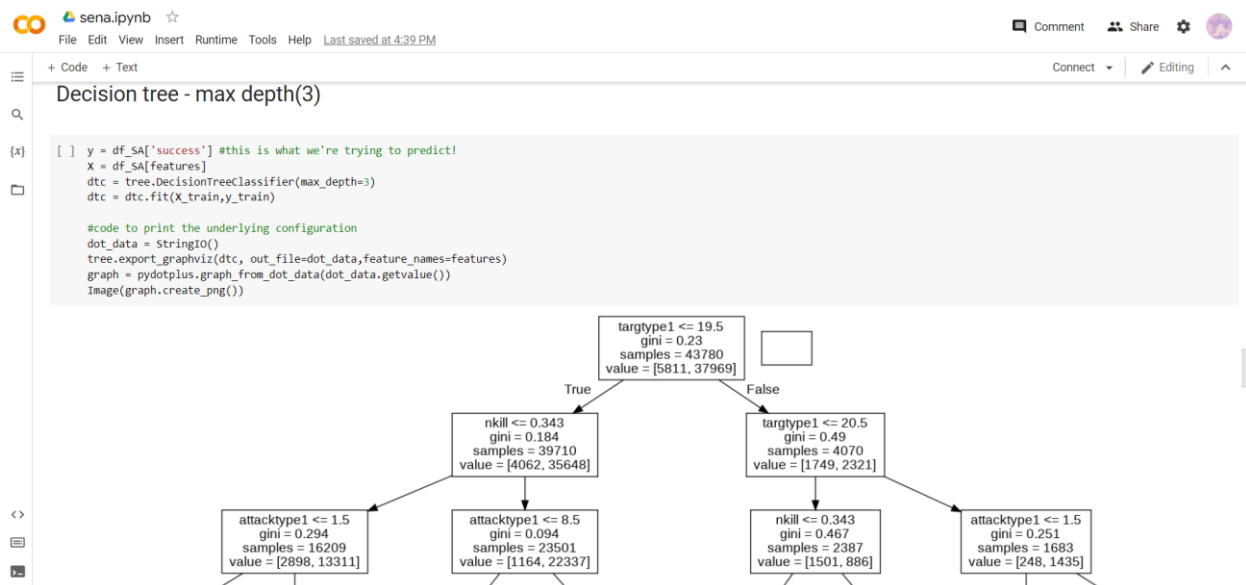 sena.ipynb
File Edit View Insert Runtime Tools Help Last saved at 4:39 PM
Comment Share
+ Code + Text
Connect Editing
Decision tree - max depth(3)
{x}
[ ] y = df_SA['success'] #this is what we're trying to predict!
X = df_SA[features]
dtc = tree.DecisionTreeClassifier(max_depth=3)
dtc = dtc.fit(X_train,y_train)
#code to print the underlying configuration
dot_data = StringIO()
tree.export_graphviz(dtc, out_file=dot_data,feature_names=features)
graph = pydotplus.graph_from_dot_data(dot_data.getvalue())
Image(graph.create_png())
targtype1 <= 19.5
gini = 0.23
samples = 43780
value = [5811, 37969]
True
False
nkill <= 0.343
gini = 0.184
samples = 39710
value = [4062, 35648]
targtype1 <= 20.5
gini = 0.49
samples = 4070
value = [1749, 2321]
attacktype1 <= 1.5
gini = 0.294
samples = 16209
value = [2898, 13311]
attacktype1 <= 8.5
gini = 0.094
samples = 23501
value = [1164, 22337]
nkill <= 0.343
gini = 0.467
samples = 2387
value = [1501, 886]
attacktype1 <= 1.5
gini = 0.251
samples = 1683
value = [248, 1435]